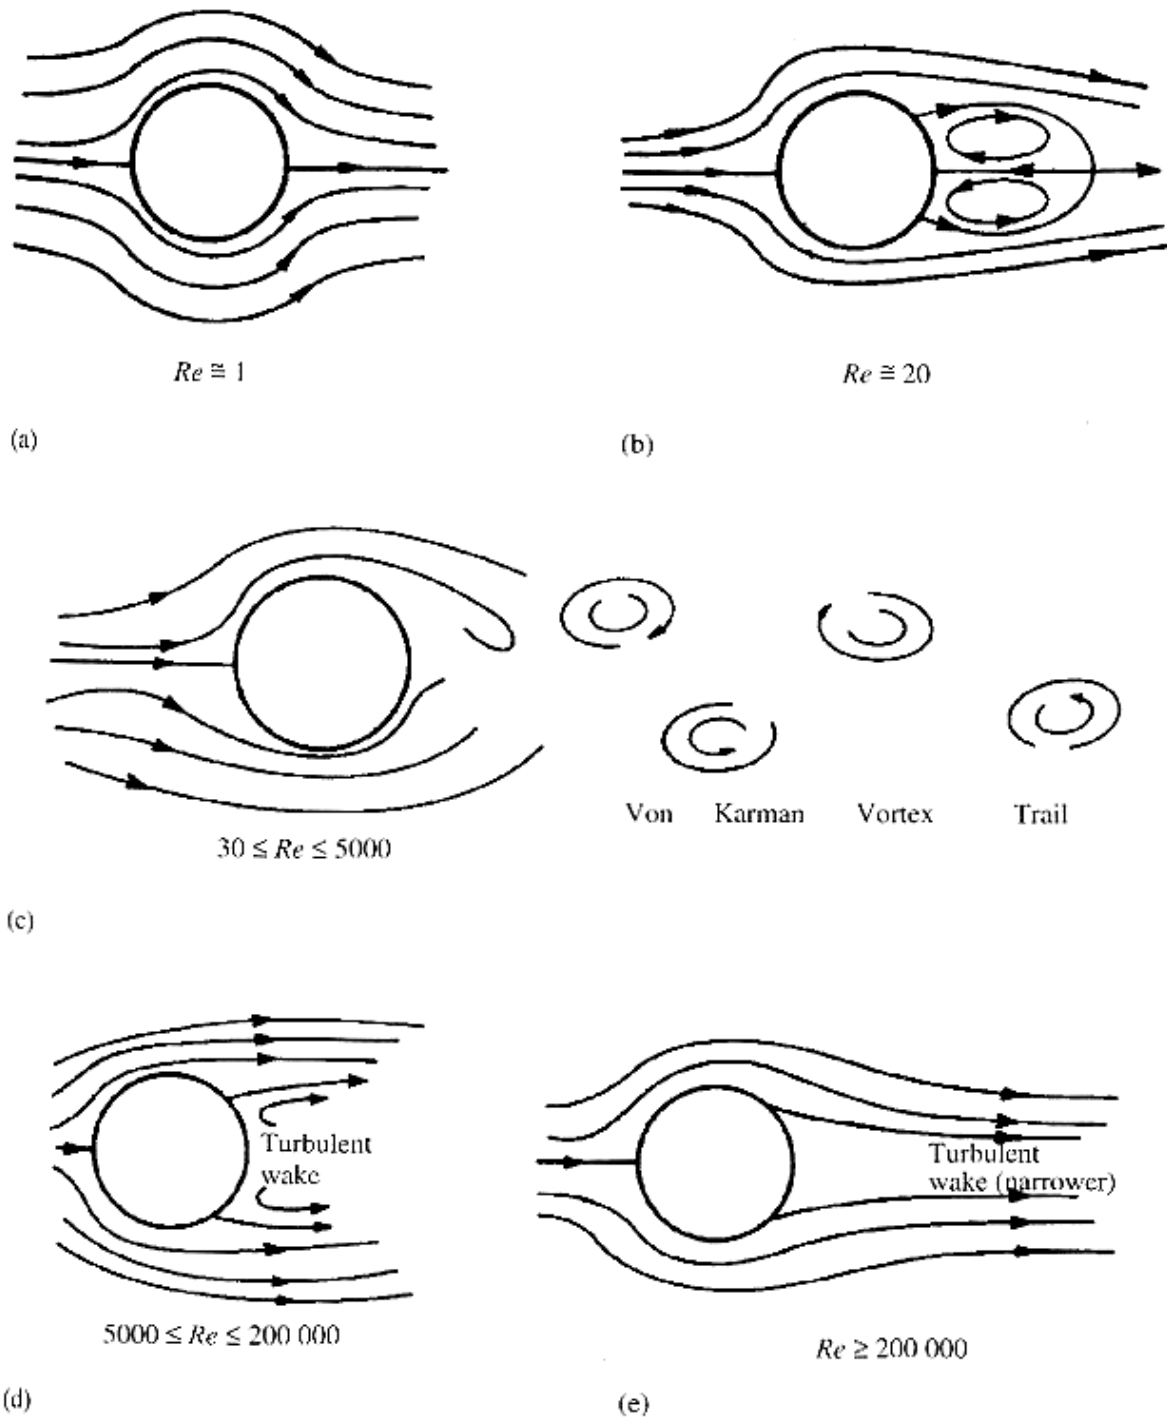 Re ≅ 1
Re ≅ 20
(a)
(b)
Von Karman Vortex Trail
30 ≤ Re ≤ 5000
(c)
Turbulent
wake
Turbulent
wake (narrower)
5000 ≤ Re ≤ 200 000
Re ≥ 200 000
(d)
(e)